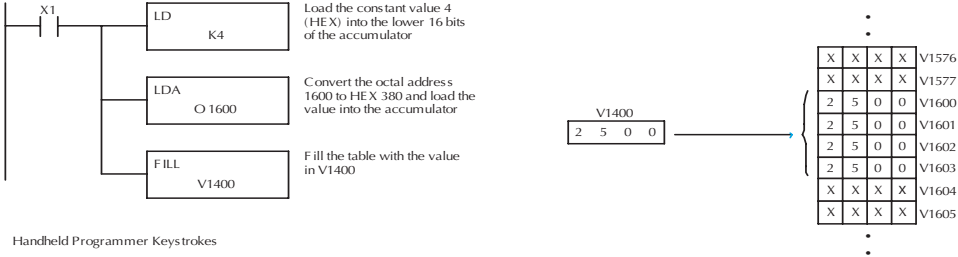 X1
LD
K4
Load the constant value 4
(HEX) into the lower 16 bits
of the accumulator
LDA
O 1600
Convert the octal address
1600 to HEX 380 and load the
value into the accumulator
FILL
V1400
Fill the table with the value
in V1400
Handheld Programmer Keystrokes
V1400
2 5 0 0
X X X X V1576
X X X X V1577
2 5 0 0 V1600
2 5 0 0 V1601
2 5 0 0 V1602
2 5 0 0 V1603
X X X X V1604
X X X X V1605